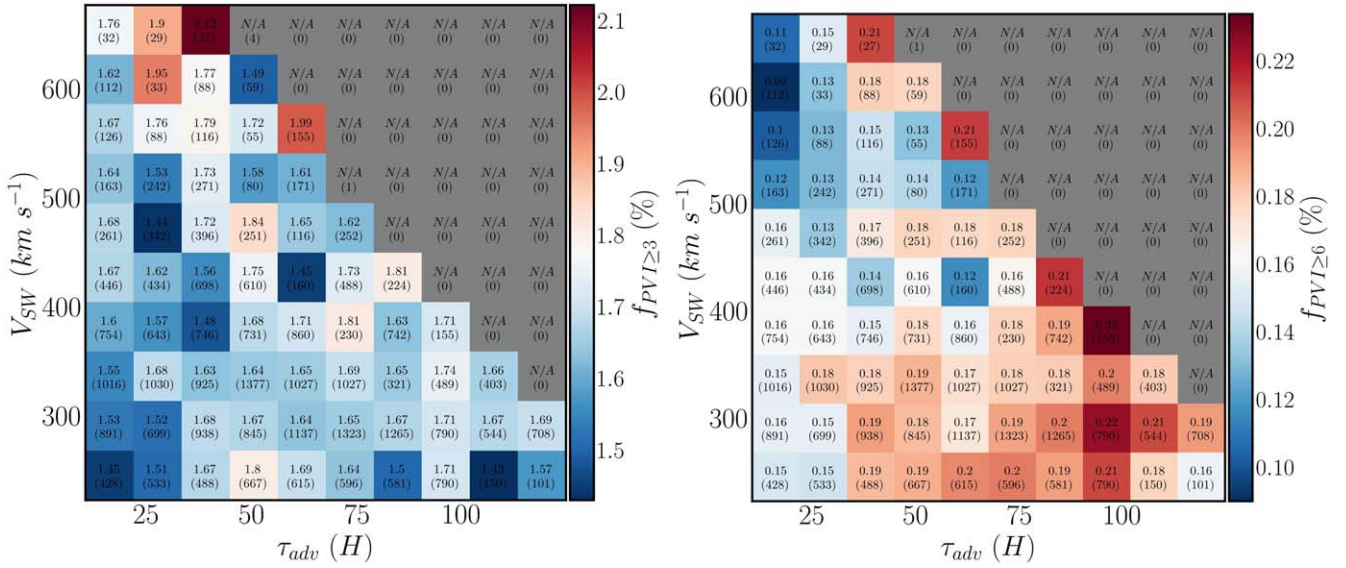 1.76 1.9 2.12 N/A N/A N/A N/A N/A N/A N/A
(32) (29) (27) (4) (0) (0) (0) (0) (0) (0)
1.62 1.95 1.77 1.49 N/A N/A N/A N/A N/A N/A
(112) (33) (88) (59) (0) (0) (0) (0) (0) (0)
1.67 1.76 1.79 1.72 1.99 N/A N/A N/A N/A N/A
(126) (88) (116) (55) (155) (0) (0) (0) (0) (0)
1.64 1.53 1.73 1.58 1.61 N/A N/A N/A N/A N/A
(163) (242) (271) (80) (171) (1) (0) (0) (0) (0)
1.68 1.44 1.72 1.84 1.65 1.62 N/A N/A N/A N/A
(261) (342) (396) (251) (116) (252) (0) (0) (0) (0)
1.67 1.62 1.56 1.75 1.45 1.73 1.81 N/A N/A N/A
(446) (434) (698) (610) (160) (488) (224) (0) (0) (0)
1.6 1.57 1.48 1.68 1.71 1.81 1.63 1.71 N/A N/A
(754) (643) (746) (731) (860) (230) (742) (155) (0) (0)
1.55 1.68 1.63 1.64 1.65 1.69 1.65 1.74 1.66 N/A
(1016) (1030) (925) (1377) (1027) (1027) (321) (489) (403) (0)
1.53 1.52 1.68 1.67 1.64 1.65 1.67 1.71 1.67 1.69
(891) (699) (938) (845) (1137) (1323) (1265) (790) (544) (708)
1.45 1.51 1.67 1.8 1.69 1.64 1.5 1.71 1.43 1.57
(428) (533) (488) (667) (615) (596) (581) (790) (150) (101)
600
500
400
300
V_SW (km s⁻¹)
25 50 75 100
τ_adv (H)
2.1
2.0
1.9
1.8
1.7
1.6
1.5
f_PVI≥3 (%)
0.11 0.15 0.21 N/A N/A N/A N/A N/A N/A N/A
(32) (29) (27) (1) (0) (0) (0) (0) (0) (0)
0.09 0.13 0.18 0.18 N/A N/A N/A N/A N/A N/A
(112) (33) (88) (59) (0) (0) (0) (0) (0) (0)
0.1 0.13 0.15 0.13 0.21 N/A N/A N/A N/A N/A
(126) (88) (116) (55) (155) (0) (0) (0) (0) (0)
0.12 0.13 0.14 0.14 0.12 N/A N/A N/A N/A N/A
(163) (242) (271) (80) (171) (0) (0) (0) (0) (0)
0.16 0.13 0.17 0.18 0.18 0.18 N/A N/A N/A N/A
(261) (342) (396) (251) (116) (252) (0) (0) (0) (0)
0.16 0.16 0.14 0.16 0.12 0.16 0.21 N/A N/A N/A
(446) (434) (698) (610) (160) (488) (224) (0) (0) (0)
0.16 0.16 0.15 0.18 0.16 0.18 0.19 0.23 N/A N/A
(754) (643) (746) (731) (860) (230) (742) (155) (0) (0)
0.15 0.18 0.18 0.19 0.17 0.18 0.18 0.2 0.18 N/A
(1016) (1030) (925) (1377) (1027) (1027) (321) (489) (403) (0)
0.16 0.15 0.19 0.18 0.17 0.19 0.2 0.22 0.21 0.19
(891) (699) (938) (845) (1137) (1323) (1265) (790) (544) (708)
0.15 0.15 0.19 0.19 0.2 0.2 0.19 0.21 0.18 0.16
(428) (533) (488) (667) (615) (596) (581) (790) (150) (101)
600
500
400
300
V_SW (km s⁻¹)
25 50 75 100
τ_adv (H)
0.22
0.20
0.18
0.16
0.14
0.12
0.10
f_PVI≥6 (%)